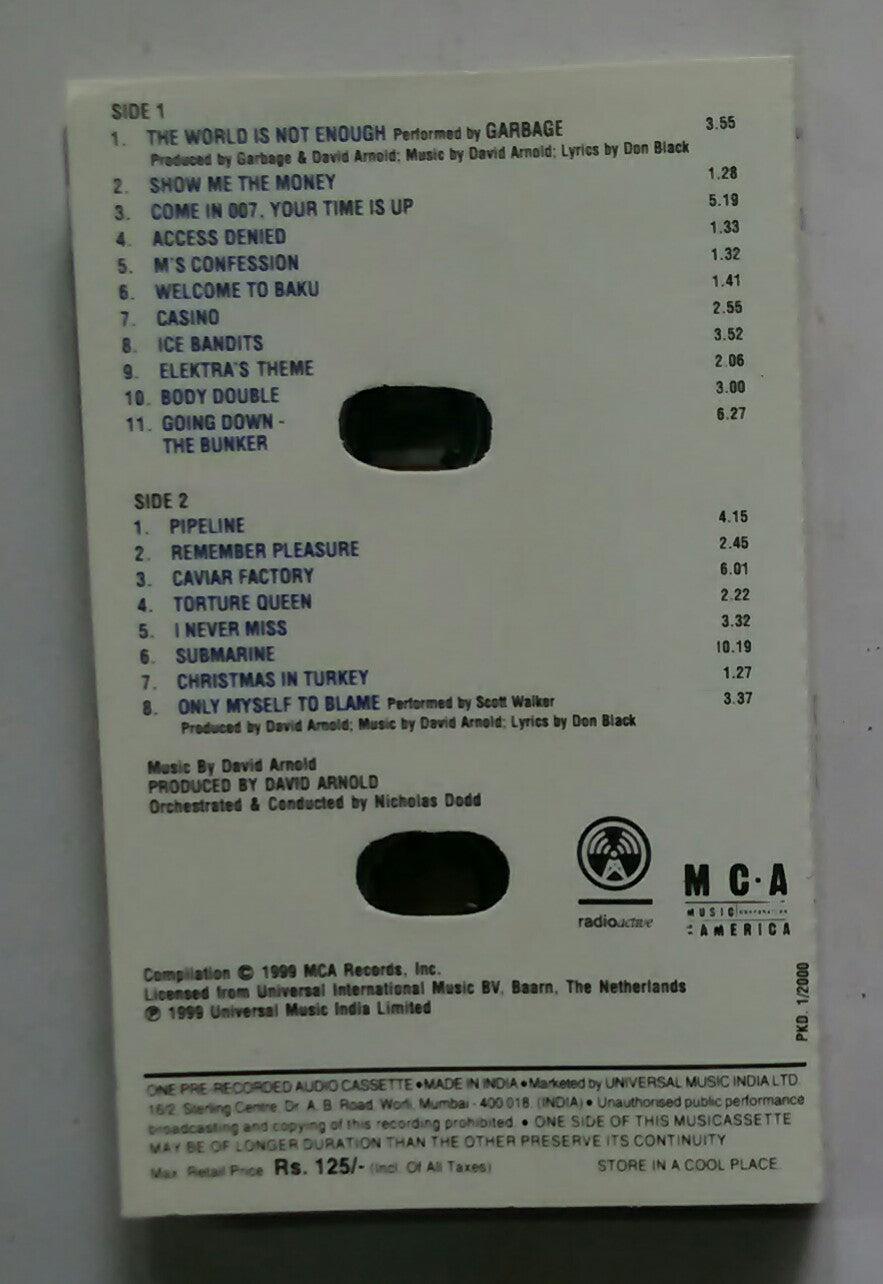 SIDE 1
1. THE WORLD IS NOT ENOUGH Performed by GARBAGE 3.55
Produced by Garbage & David Arnold; Music by David Arnold; Lyrics by Don Black
2. SHOW ME THE MONEY 1.28
3. COME IN 007, YOUR TIME IS UP 5.19
4. ACCESS DENIED 1.33
5. M'S CONFESSION 1.32
6. WELCOME TO BAKU 1.41
7. CASINO 2.55
8. ICE BANDITS 3.52
9. ELEKTRA'S THEME 2.06
10. BODY DOUBLE 3.00
11. GOING DOWN - 6.27
THE BUNKER
SIDE 2
1. PIPELINE 4.15
2. REMEMBER PLEASURE 2.45
3. CAVIAR FACTORY 6.01
4. TORTURE QUEEN 2.22
5. I NEVER MISS 3.32
6. SUBMARINE 10.19
7. CHRISTMAS IN TURKEY 1.27
8. ONLY MYSELF TO BLAME Performed by Scott Walker 3.37
Produced by David Arnold; Music by David Arnold; Lyrics by Don Black
Music By David Arnold
PRODUCED BY DAVID ARNOLD
Orchestrated & Conducted by Nicholas Dodd
radioactive
MC·A
MUSIC
AMERICA
Compilation © 1999 MCA Records, Inc.
Licensed from Universal International Music BV, Baarn, The Netherlands
℗ 1999 Universal Music India Limited
PKD. 1/2000
ONE PRE-RECORDED AUDIO CASSETTE • MADE IN INDIA • Marketed by UNIVERSAL MUSIC INDIA LTD.
16/2, Sterling Centre, Dr. A. B. Road, Worli, Mumbai - 400 018. (INDIA) • Unauthorised public performance
broadcasting and copying of this recording prohibited. • ONE SIDE OF THIS MUSICASSETTE
MAY BE OF LONGER DURATION THAN THE OTHER PRESERVE ITS CONTINUITY
Max. Retail Price Rs. 125/- (Incl. Of All Taxes) STORE IN A COOL PLACE.